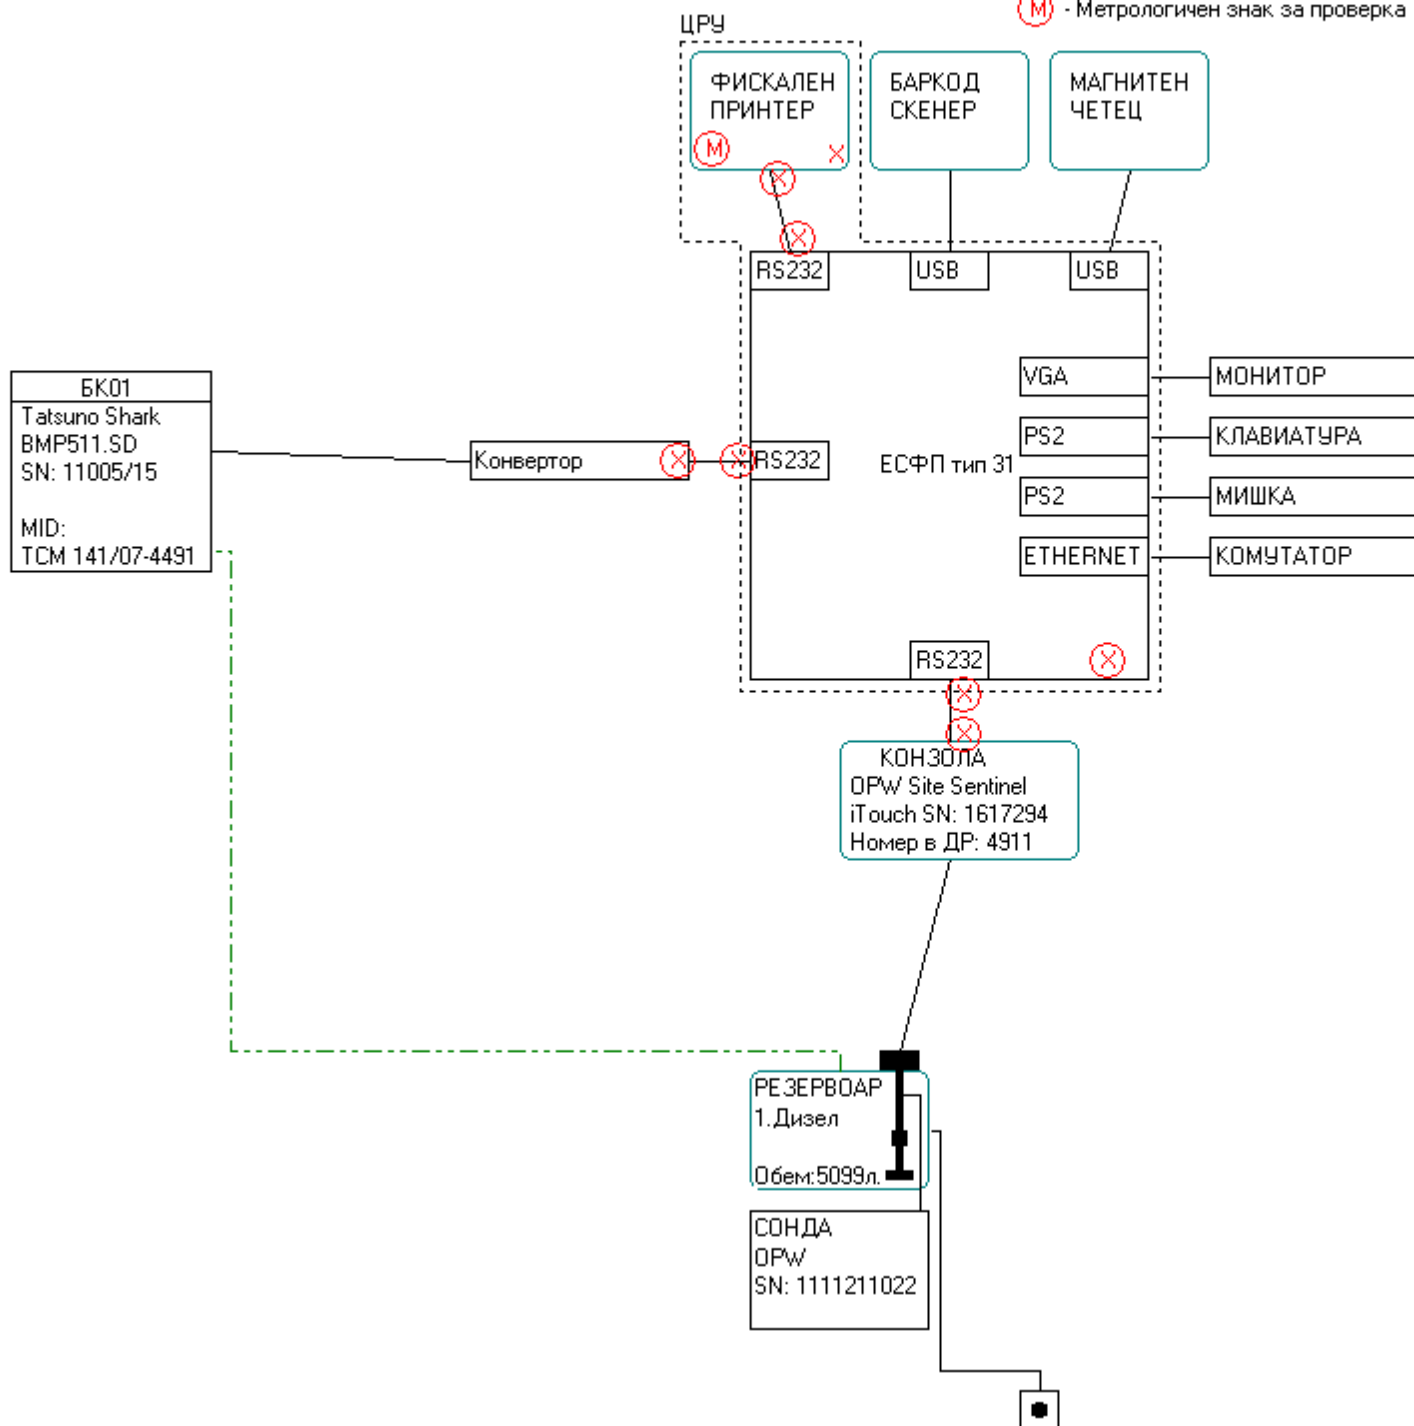 М - Метрологичен знак за проверка
ЦРУ
ФИСКАЛЕН
ПРИНТЕР
М
X
X
X
БАРКОД
СКЕНЕР
МАГНИТЕН
ЧЕТЕЦ
RS232
USB
USB
VGA
МОНИТОР
PS2
КЛАВИАТУРА
ЕСФП тип 31
PS2
МИШКА
ETHERNET
КОМУТАТОР
БК01
Tatsuno Shark
BMP511.SD
SN: 11005/15
MID:
TCM 141/07-4491
Конвертор
X
X
RS232
RS232
X
X
X
КОНЗОЛА
OPW Site Sentinel
iTouch SN: 1617294
Номер в ДР: 4911
РЕЗЕРВОАР
1.Дизел
Обем:5099л.
СОНДА
OPW
SN: 1111211022